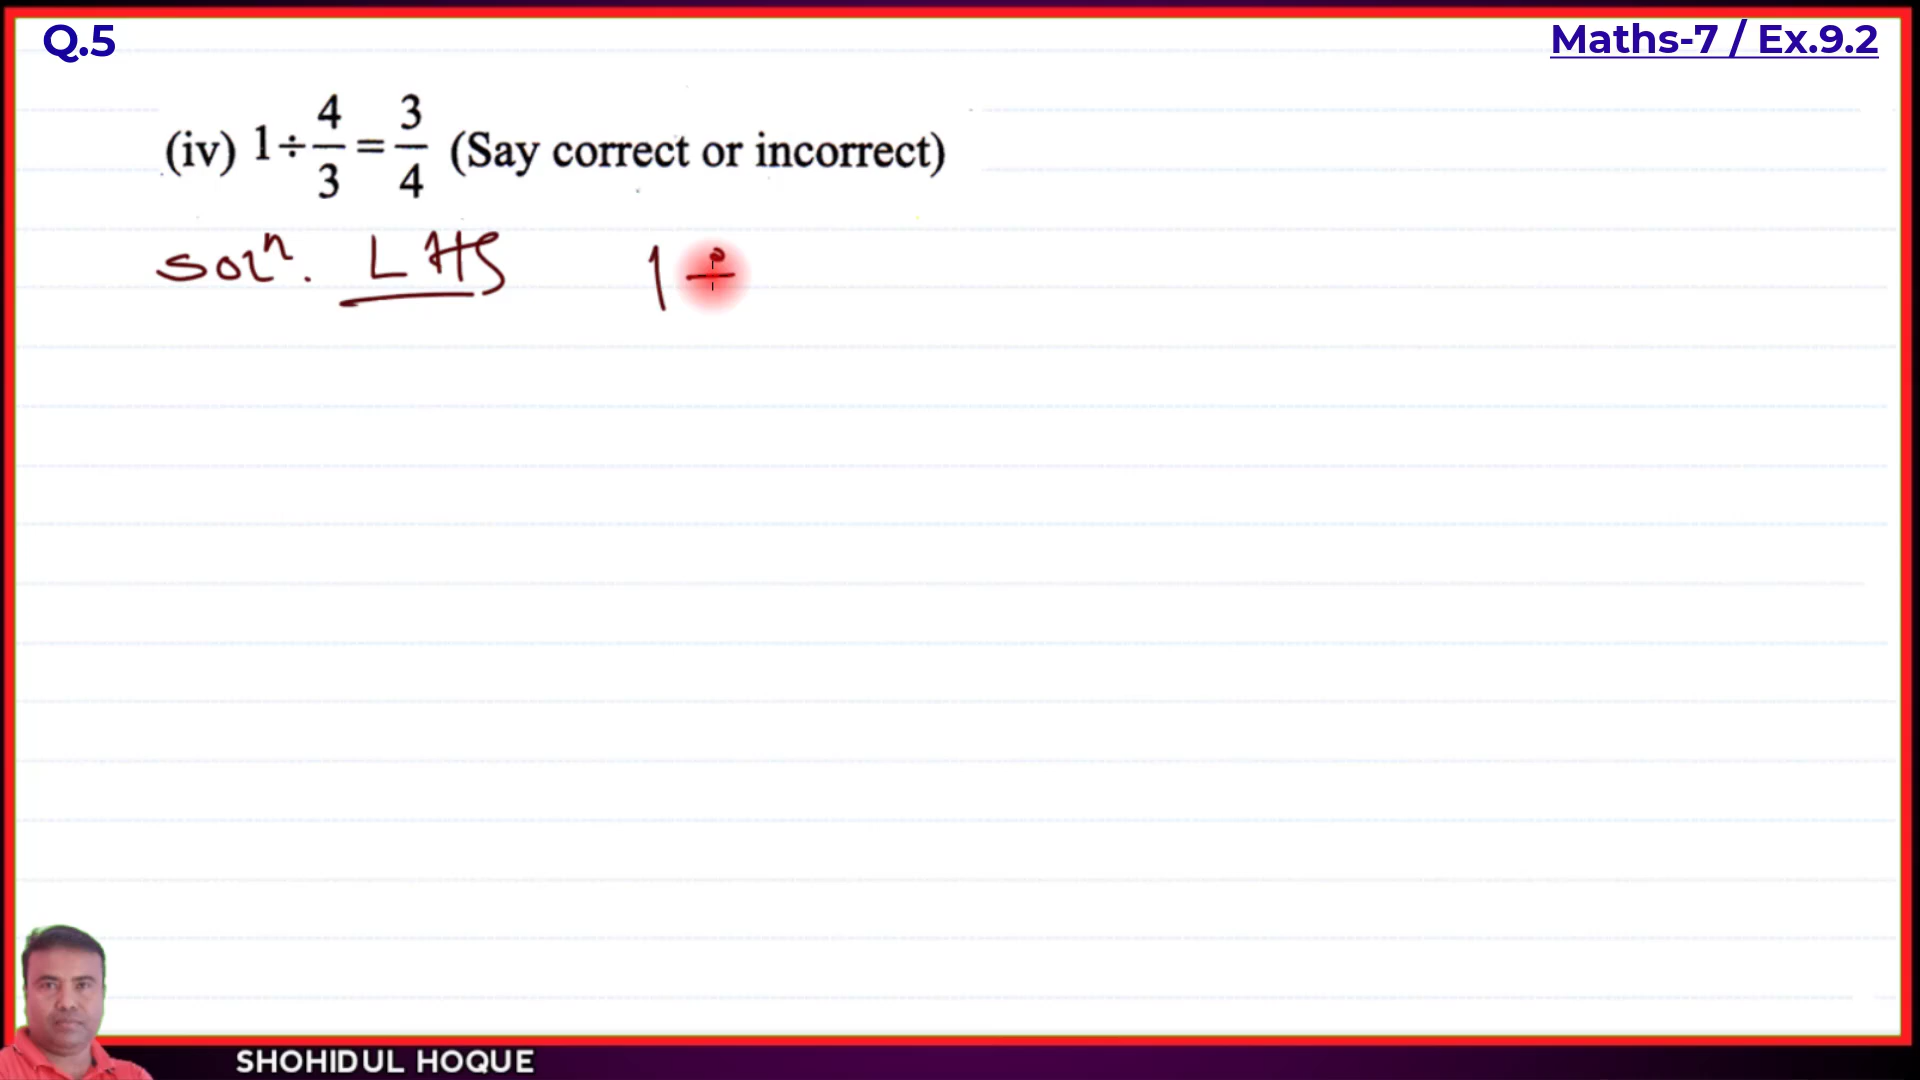 Q.5
Maths-7 / Ex.9.2
(iv) 1 ÷ 4/3 = 3/4 (Say correct or incorrect)
Solⁿ. LHS 1 ÷
SHOHIDUL HOQUE